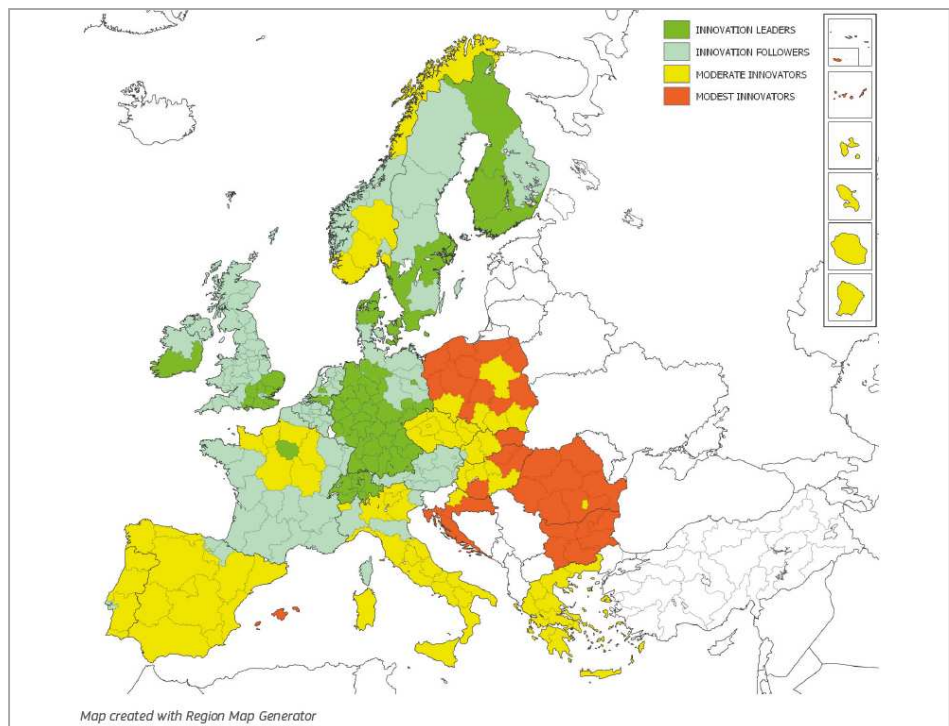 INNOVATION LEADERS
INNOVATION FOLLOWERS
MODERATE INNOVATORS
MODEST INNOVATORS
Map created with Region Map Generator